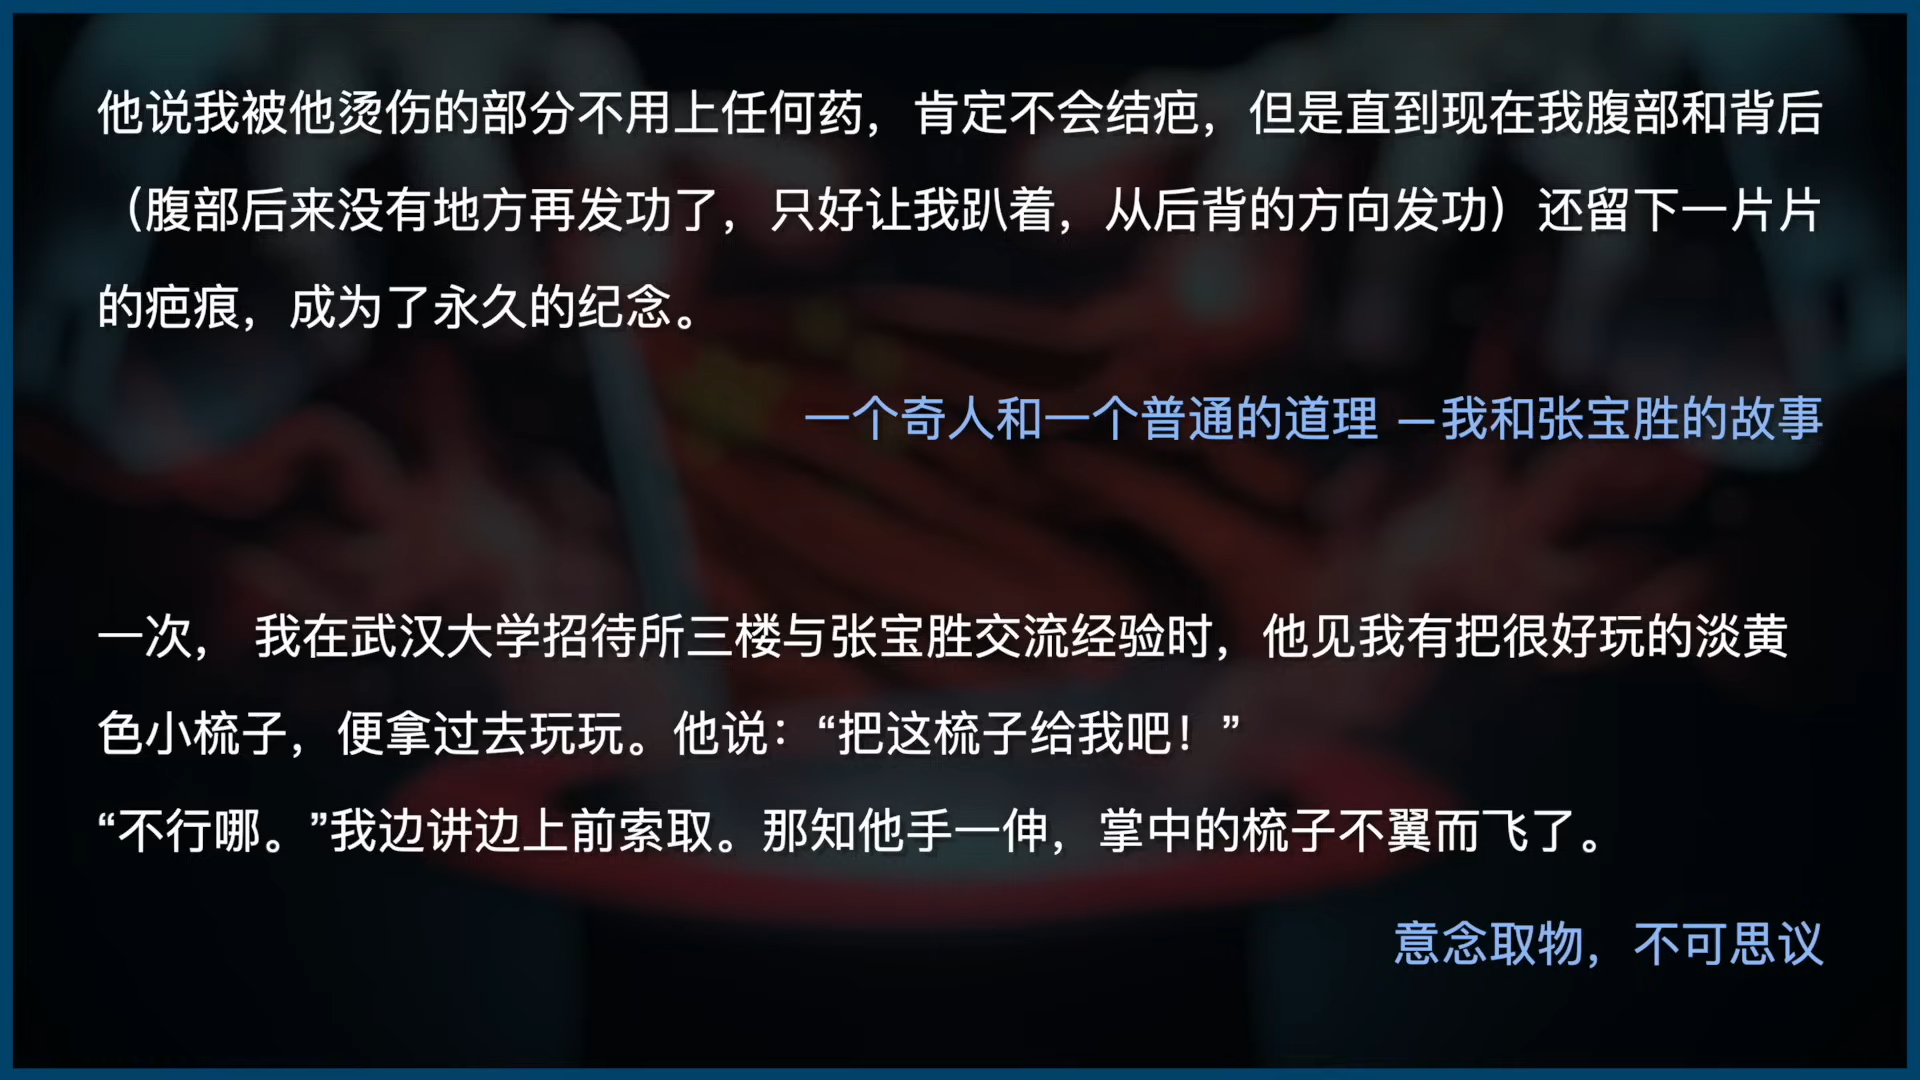 他说我被他烫伤的部分不用上任何药，肯定不会结疤，但是直到现在我腹部和背后
（腹部后来没有地方再发功了，只好让我趴着，从后背的方向发功）还留下一片片
的疤痕，成为了永久的纪念。
一个奇人和一个普通的道理 —我和张宝胜的故事
一次， 我在武汉大学招待所三楼与张宝胜交流经验时，他见我有把很好玩的淡黄
色小梳子，便拿过去玩玩。他说：“把这梳子给我吧！”
“不行哪。”我边讲边上前索取。那知他手一伸，掌中的梳子不翼而飞了。
意念取物，不可思议